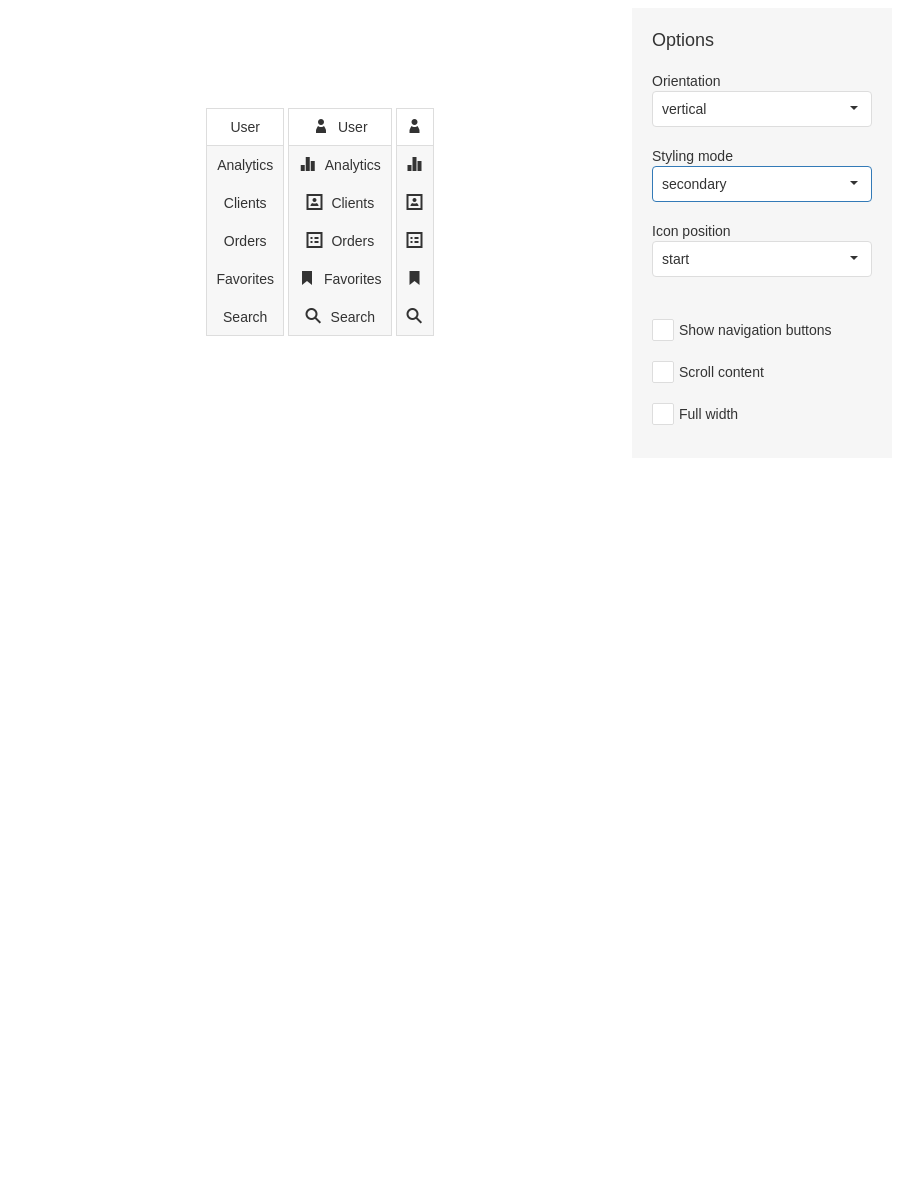 User
Analytics
Clients
Orders
Favorites
Search
User
Analytics
Clients
Orders
Favorites
Search
Options
Orientation
vertical
Styling mode
secondary
Icon position
start
Show navigation buttons
Scroll content
Full width